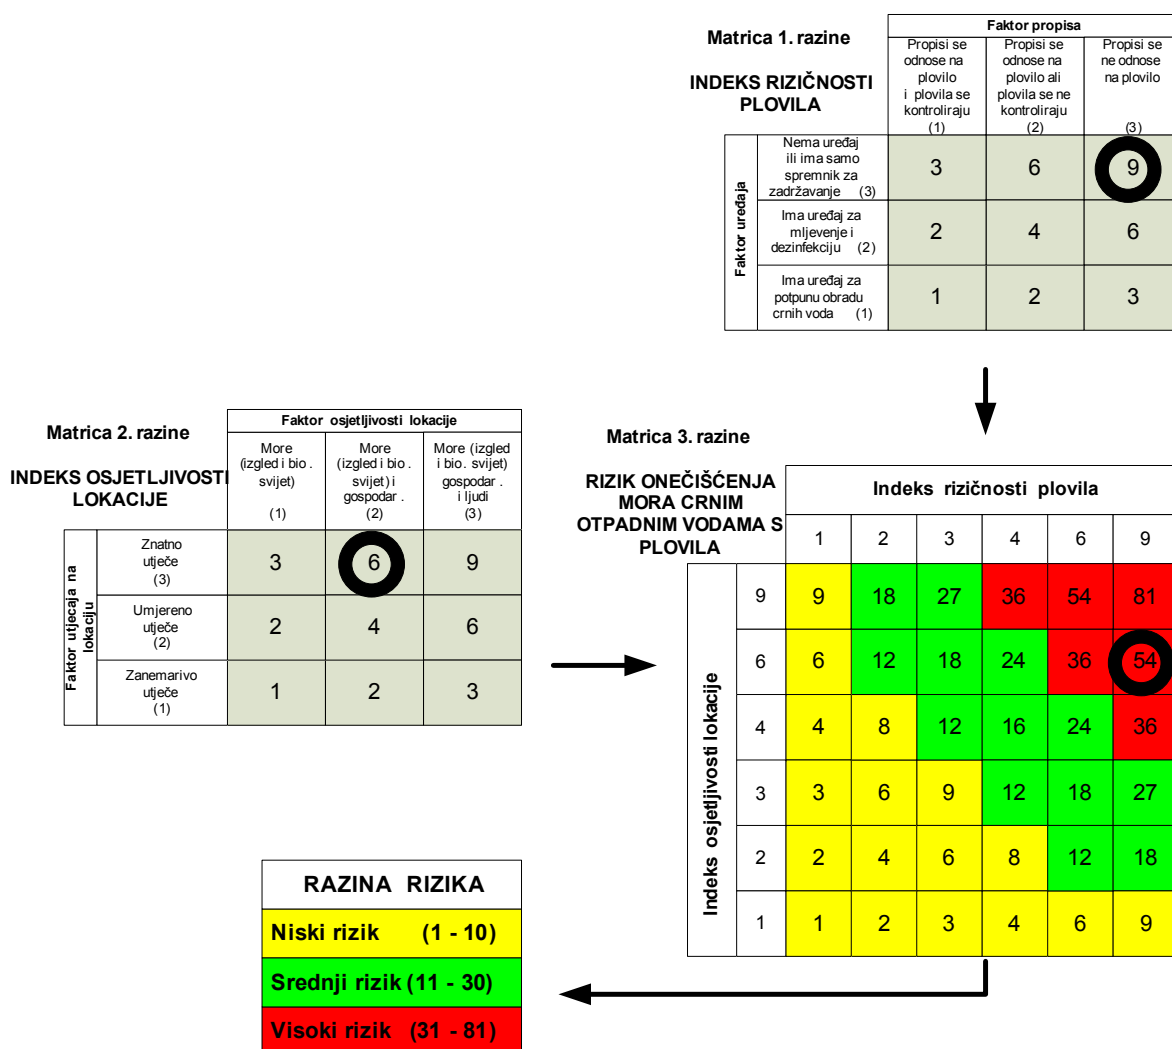 Matrica 1. razine
INDEKS RIZIČNOSTI
PLOVILA
Faktor propisa
Propisi se
odnose na
plovilo
i plovila se
kontroliraju
(1)
Propisi se
odnose na
plovilo ali
plovila se ne
kontroliraju
(2)
Propisi se
ne odnose
na plovilo
(3)
Faktor uređaja
Nema uređaj
ili ima samo
spremnik za
zadržavanje (3)
3 6 9
Ima uređaj za
mljevenje i
dezinfekciju (2)
2 4 6
Ima uređaj za
potpunu obradu
crnih voda (1)
1 2 3
Matrica 2. razine
INDEKS OSJETLJIVOSTI
LOKACIJE
Faktor osjetljivosti lokacije
More
(izgled i bio.
svijet)
(1)
More
(izgled i bio.
svijet) i
gospodar.
(2)
More (izgled
i bio. svijet)
gospodar.
i ljudi
(3)
Faktor utjecaja na
lokaciju
Znatno
utječe
(3)
3 6 9
Umjereno
utječe
(2)
2 4 6
Zanemarivo
utječe
(1)
1 2 3
Matrica 3. razine
RIZIK ONEČIŠĆENJA
MORA CRNIM
OTPADNIM VODAMA S
PLOVILA
Indeks rizičnosti plovila
1 2 3 4 6 9
Indeks osjetljivosti lokacije
9 9 18 27 36 54 81
6 6 12 18 24 36 54
4 4 8 12 16 24 36
3 3 6 9 12 18 27
2 2 4 6 8 12 18
1 1 2 3 4 6 9
RAZINA RIZIKA
Niski rizik (1 - 10)
Srednji rizik (11 - 30)
Visoki rizik (31 - 81)